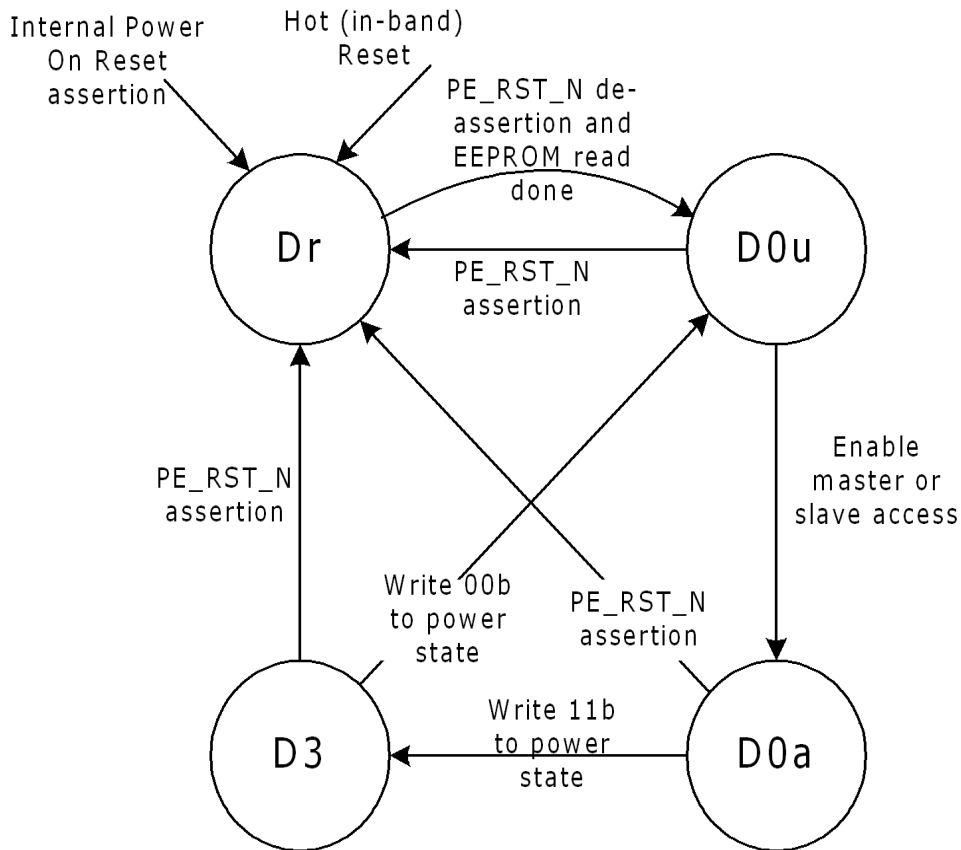 Internal Power
On Reset
assertion
Hot (in-band)
Reset
PE_RST_N de-
assertion and
EEPROM read
done
Dr
D0u
PE_RST_N
assertion
PE_RST_N
assertion
Enable
master or
slave access
Write 00b
to power
state
PE_RST_N
assertion
D3
Write 11b
to power
state
D0a